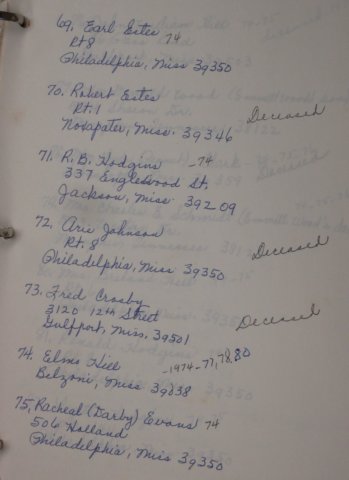 69. Earl Estes 74
Rt 8
Philadelphia, Miss 39350
70. Robert Estes
Rt. 1 Deceased
Noxapater, Miss. 39346
71. R. B. Hodgins -74
337 Englewood St.
Jackson, Miss. 39209
72. Arie Johnson
Rt. 8 Deceased
Philadelphia, Miss 39350
73. Fred Crosby
3120 12th Street Deceased
Gulfport, Miss. 39501
74. Elms Hill -1974-77,78,80
Belzoni, Miss 39038
75. Racheal (Darby) Evans 74
506 Holland
Philadelphia, Miss 39350